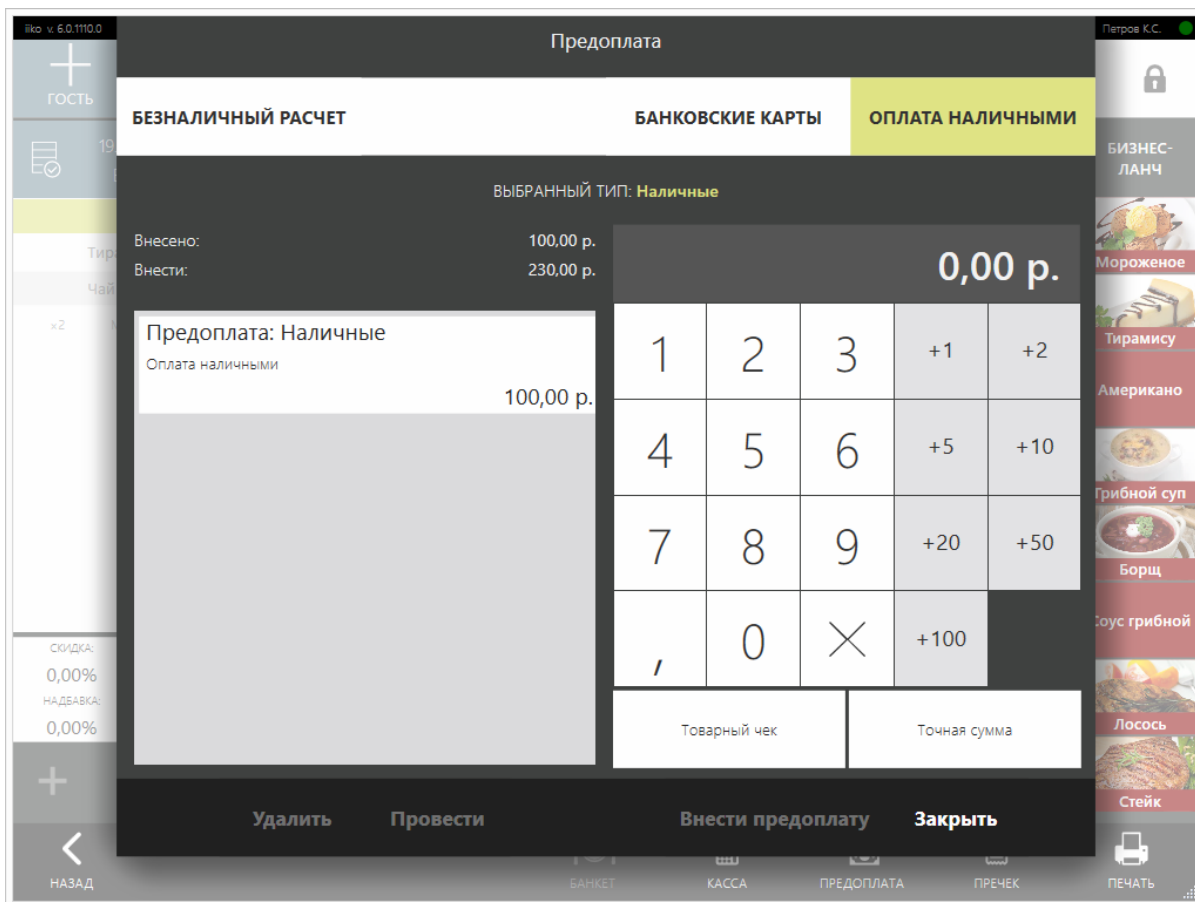 iiko v. 6.0.1110.0
Петров К.С.
Предоплата
ГОСТЬ
БЕЗНАЛИЧНЫЙ РАСЧЕТ
БАНКОВСКИЕ КАРТЫ
ОПЛАТА НАЛИЧНЫМИ
БИЗНЕС-
ЛАНЧ
ВЫБРАННЫЙ ТИП: Наличные
Внесено: 100,00 р.
Внести: 230,00 р.
0,00 р.
Предоплата: Наличные
Оплата наличными
100,00 р.
1 2 3 +1 +2
4 5 6 +5 +10
7 8 9 +20 +50
, 0 +100
Товарный чек
Точная сумма
Удалить
Провести
Внести предоплату
Закрыть
Чай
x2
СКИДКА:
0,00%
НАДБАВКА:
0,00%
Мороженое
Тирамису
Американо
Грибной суп
Борщ
Соус грибной
Лосось
Стейк
НАЗАД
БАНКЕТ
КАССА
ПРЕДОПЛАТА
ПРЕЧЕК
ПЕЧАТЬ